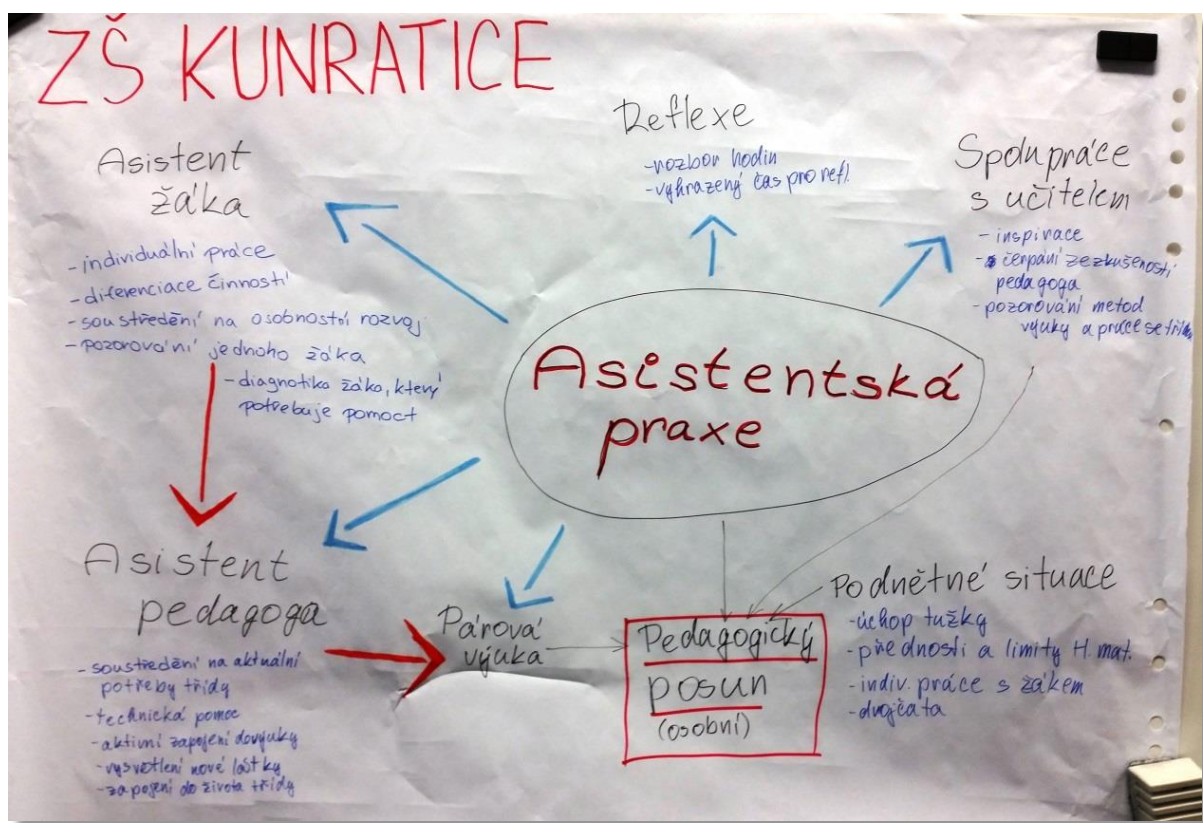 ZŠ KUNRATICE
Asistent
žáka
- individuální práce
- diferenciace činností
- soustředění na osobnostní rozvoj
- pozorování jednoho žáka
- diagnotika žáka, který
potřebuje pomoct
Reflexe
- rozbor hodin
- vyhrazený čas pro refl.
Spolupráce
s učitelem
- inspirace
- čerpání ze zkušeností
pedagoga
- pozorování metod
výuky a práce se
Asistentská
praxe
Asistent
pedagoga
- soustředění na aktuální
potřeby třídy
- technická pomoc
- aktivní zapojení do výuky
- vysvětlení nové látky
- zapojení do života třídy
Párová
výuka
Pedagogický
posun
(osobní)
Podnětné situace
- úchop tužky
- přednosti a limity H. mat.
- indiv. práce s žákem
- dvojčata